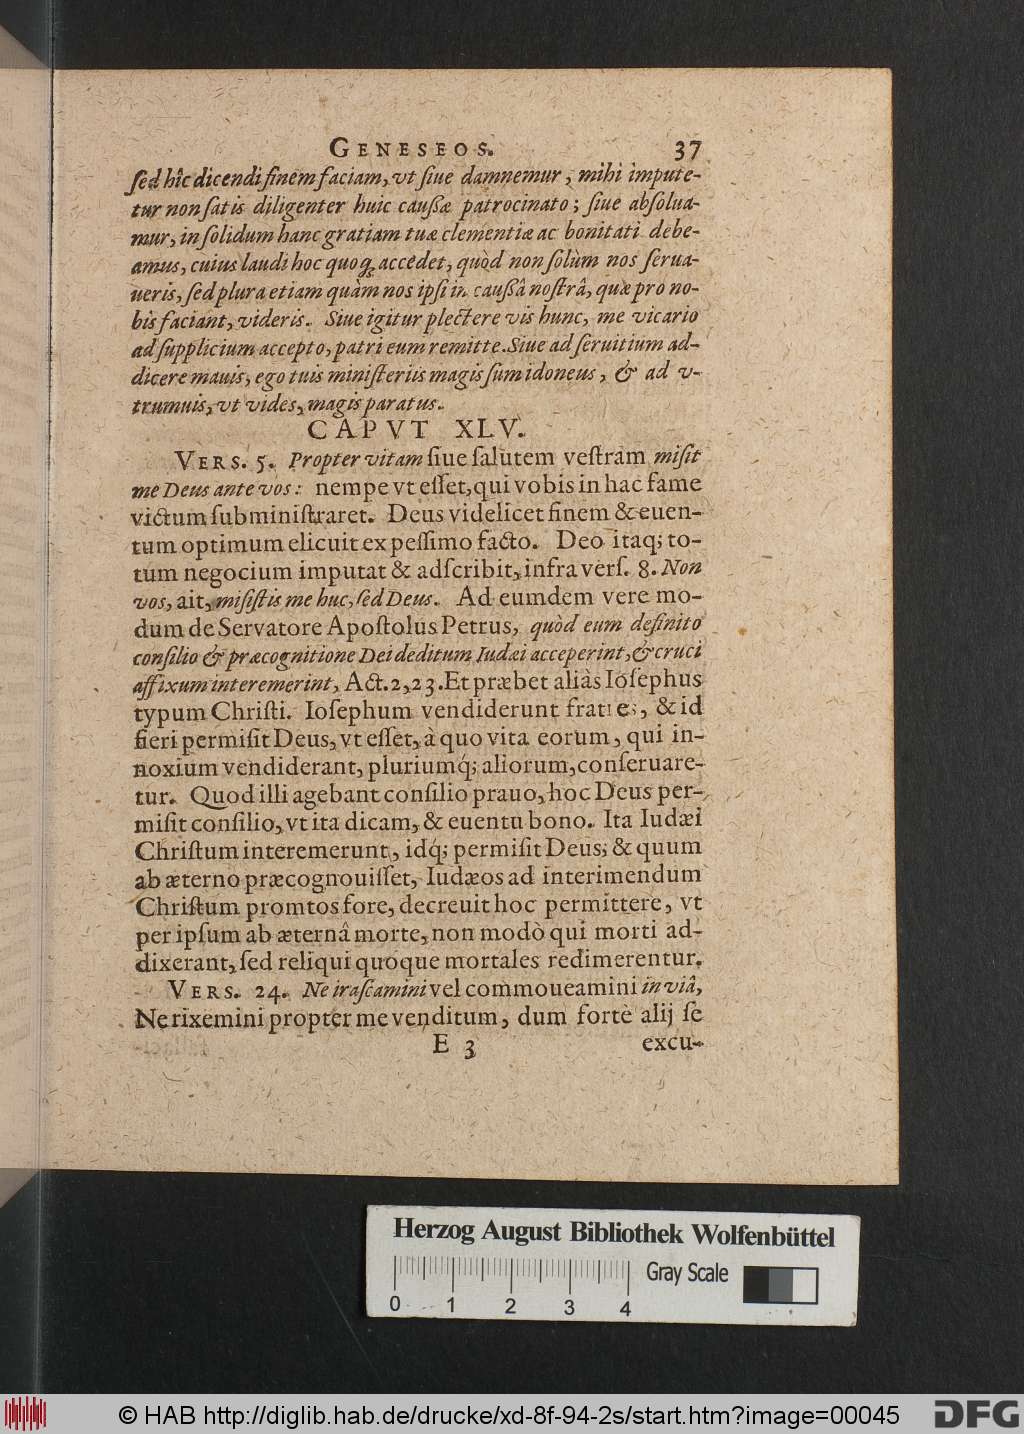 GENESEOS. 37
ſed hîc dicendi finem faciam, vt ſiue damnemur, mihi impute-
tur non ſatis diligenter huic cauſſæ patrocinato; ſiue abſolua-
mur, in ſolidum hanc gratiam tuæ clementiæ ac bonitati debe-
amus, cuius laudi hoc quoq; accedet, quòd non ſolùm nos ſerua-
ueris, ſed plura etiam quàm nos ipſi in cauſſâ noſtrâ, quæ pro no-
bis faciant, videris. Siue igitur plectere vis hunc, me vicario
ad ſupplicium accepto, patri eum remitte. Siue ad ſeruitium ad-
dicere mauis, ego tuis miniſteriis magis ſum idoneus, & ad v-
trumuis, vt vides, magis paratus.
CAPVT XLV.
VERS. 5. Propter vitam ſiue ſalutem veſtram miſit
me Deus ante vos: nempe vt eſſet, qui vobis in hac fame
victum ſubminiſtraret. Deus videlicet finem & euen-
tum optimum elicuit ex peſſimo facto. Deo itaq; to-
tum negocium imputat & adſcribit, infra verſ. 8. Non
vos, ait, miſiſtis me huc, ſed Deus. Ad eumdem vere mo-
dum de Servatore Apoſtolus Petrus, quòd eum definito
conſilio & præcognitione Dei deditum Iudæi acceperint, & cruci
affixum interemerint, Act. 2, 23. Et præbet aliàs Ioſephus
typum Chriſti. Ioſephum vendiderunt fratres, & id
fieri permiſit Deus, vt eſſet, à quo vita eorum, qui in-
noxium vendiderant, pluriumq́; aliorum, conſeruare-
tur. Quod illi agebant conſilio prauo, hoc Deus per-
miſit conſilio, vt ita dicam, & euentu bono. Ita Iudæi
Chriſtum interemerunt, idq́; permiſit Deus; & quum
ab æterno præcognouiſſet, Iudæos ad interimendum
Chriſtum promtos fore, decreuit hoc permittere, vt
per ipſum ab æternâ morte, non modò qui morti ad-
dixerant, ſed reliqui quoque mortales redimerentur.
VERS. 24. Ne iraſcamini vel commoueamini in viâ,
Ne rixemini propter me venditum, dum fortè alij ſe
E 3 excu-
Herzog August Bibliothek Wolfenbüttel
Gray Scale
0 1 2 3 4
© HAB http://diglib.hab.de/drucke/xd-8f-94-2s/start.htm?image=00045
DFG